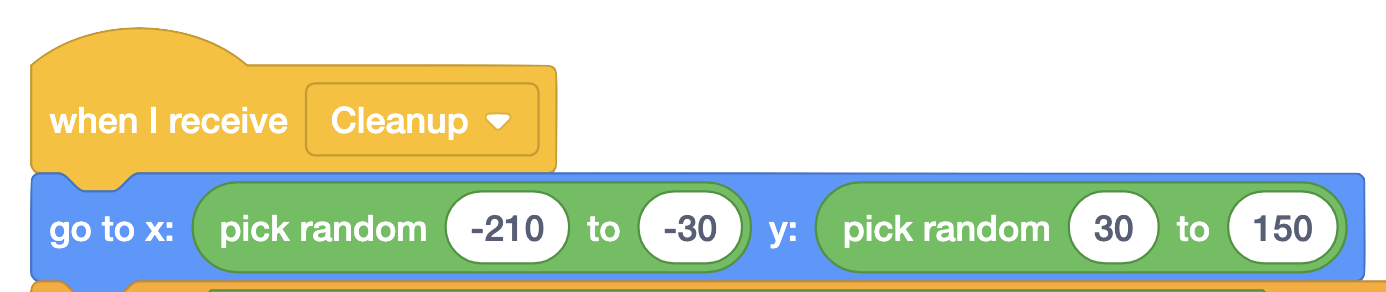 when I receive Cleanup
go to x: pick random -210 to -30 y: pick random 30 to 150